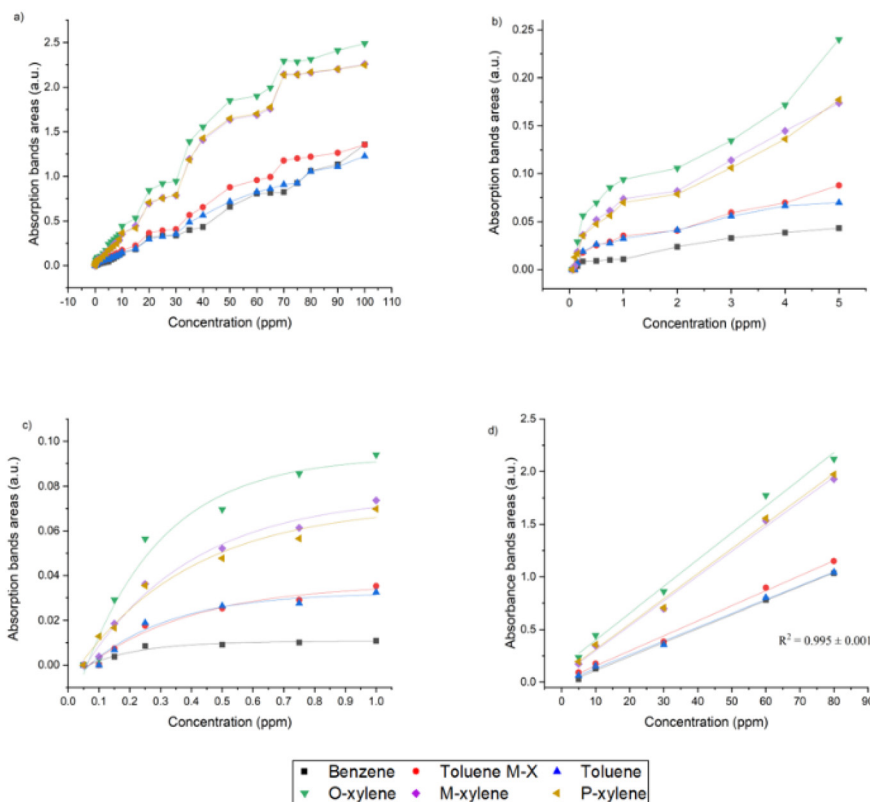 a)
Absorption bands areas (a.u.)
2.5
2.0
1.5
1.0
0.5
0.0
-10 0 10 20 30 40 50 60 70 80 90 100 110
Concentration (ppm)
b)
Absorption bands areas (a.u.)
0.25
0.20
0.15
0.10
0.05
0.00
0 1 2 3 4 5
Concentration (ppm)
c)
Absorption bands areas (a.u.)
0.10
0.08
0.06
0.04
0.02
0.00
0.0 0.1 0.2 0.3 0.4 0.5 0.6 0.7 0.8 0.9 1.0
Concentration (ppm)
d)
Absorbance bands areas (a.u.)
2.5
2.0
1.5
1.0
0.5
0.0
0 10 20 30 40 50 60 70 80 90
Concentration (ppm)
R² = 0.995 ± 0.001
Benzene Toluene M-X Toluene
O-xylene M-xylene P-xylene